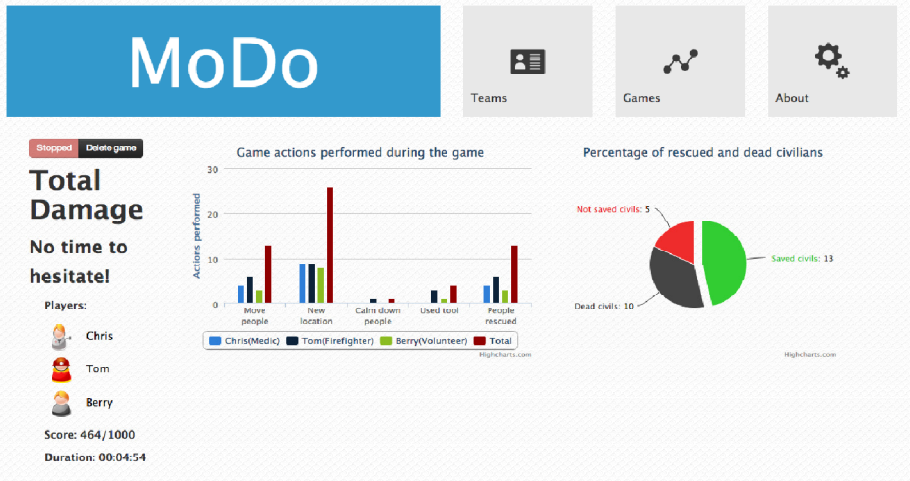 MoDo
Teams
Games
About
Stopped
Delete game
Total
Damage
No time to
hesitate!
Players:
Chris
Tom
Berry
Score: 464/1000
Duration: 00:04:54
Game actions performed during the game
Actions performed
30
20
10
0
Move
people
New
location
Calm down
people
Used tool
People
rescued
Chris(Medic)
Tom(Firefighter)
Berry(Volunteer)
Total
Highcharts.com
Percentage of rescued and dead civilians
Not saved civils: 5
Saved civils: 13
Dead civils: 10
Highcharts.com